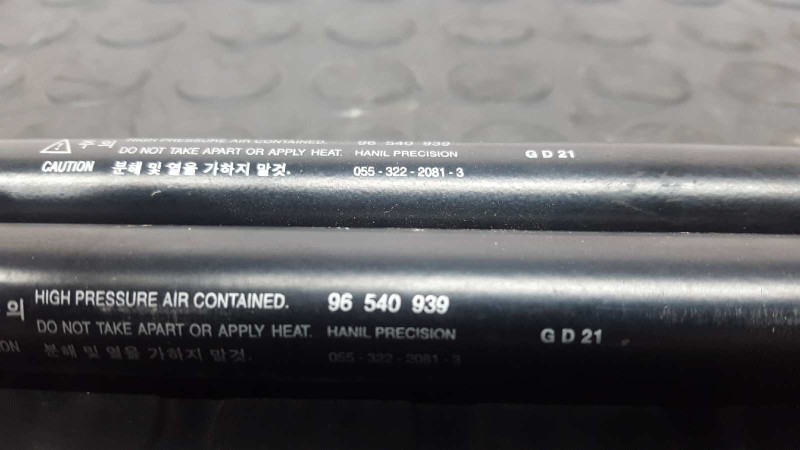 주의 HIGH PRESSURE AIR CONTAINED. 96 540 939
DO NOT TAKE APART OR APPLY HEAT. HANIL PRECISION G D 21
CAUTION 분해 및 열을 가하지 말것. 055-322-2081-3
의 HIGH PRESSURE AIR CONTAINED. 96 540 939
DO NOT TAKE APART OR APPLY HEAT. HANIL PRECISION G D 21
ON 분해 및 열을 가하지 말것. 055-322-2081-3